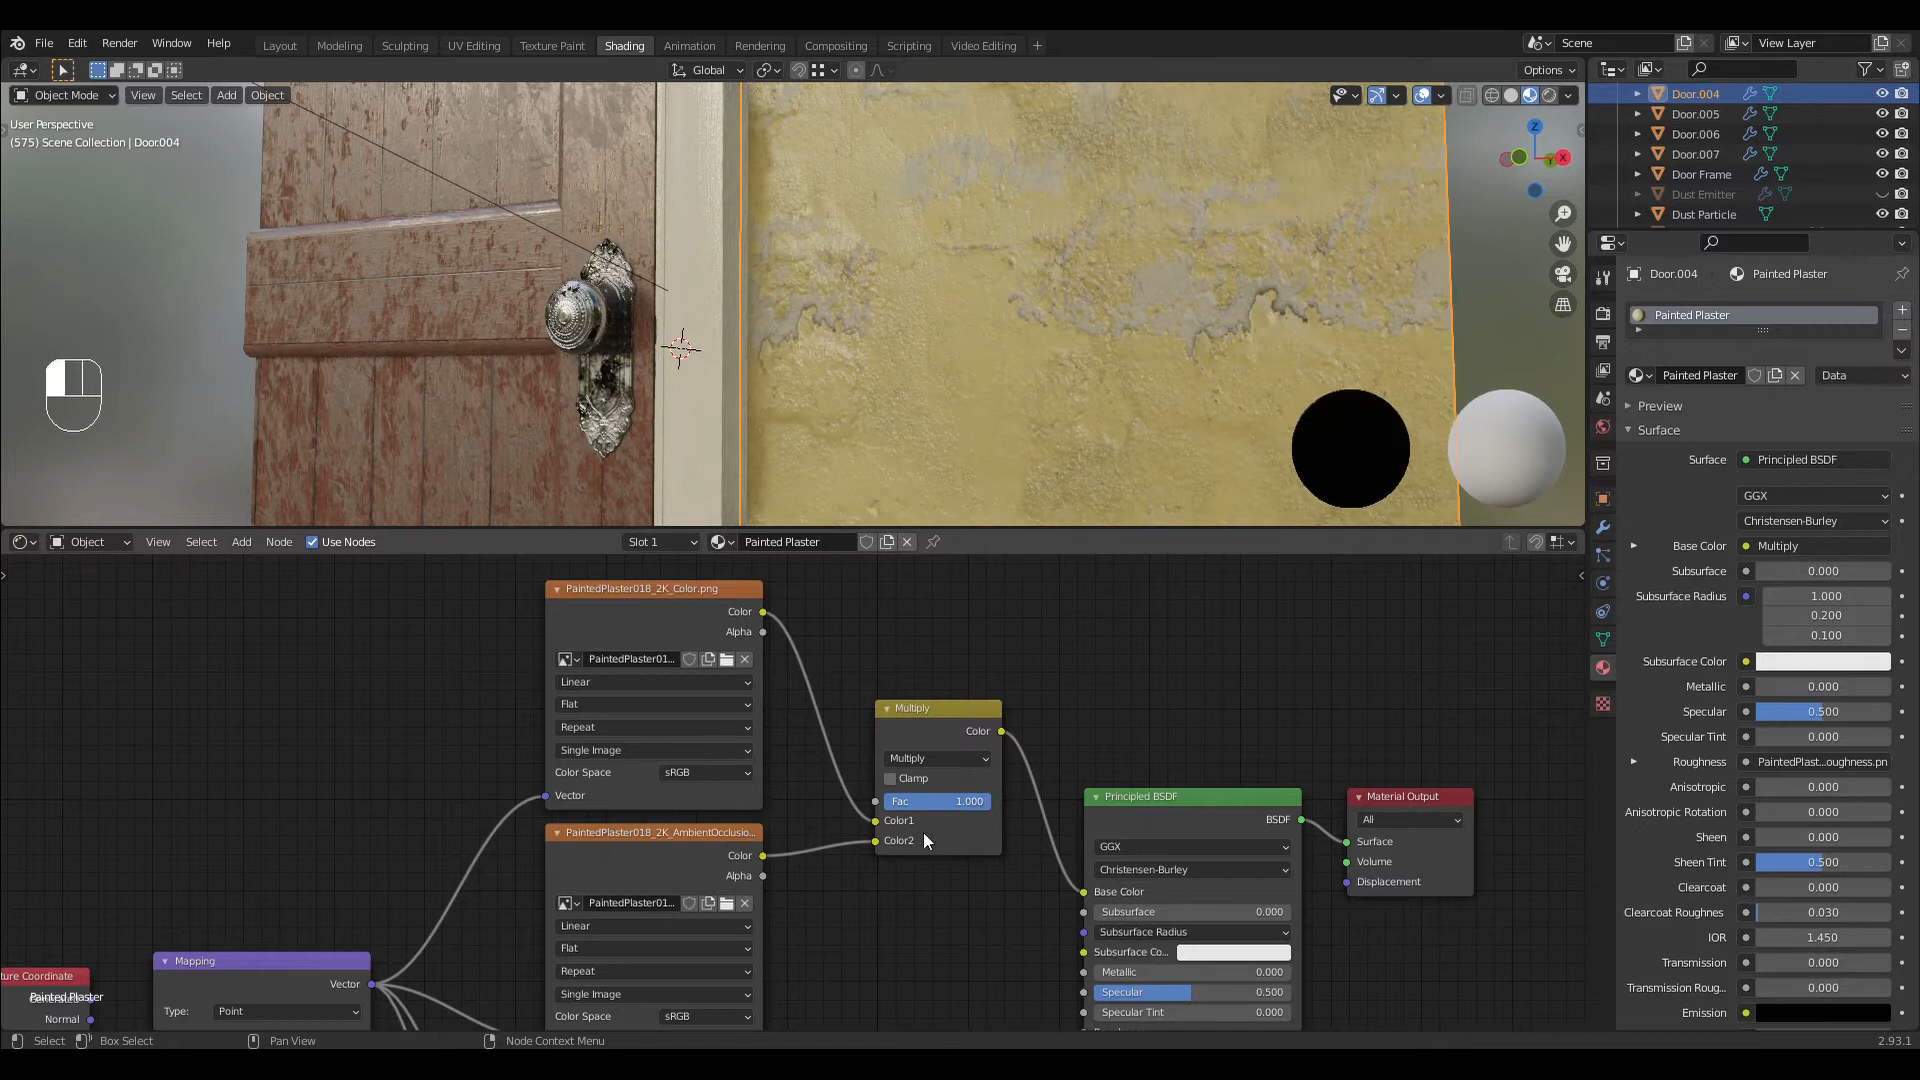 File Edit Render Window Help
Layout Modeling Sculpting UV Editing Texture Paint Shading Animation Rendering Compositing Scripting Video Editing +
Scene View Layer
Global Options
Object Mode View Select Add Object
User Perspective
(575) Scene Collection | Door.004
Z
X
Door.004
Door.005
Door.006
Door.007
Door Frame
Dust Emitter
Dust Particle
Door.004 Painted Plaster
Painted Plaster
Painted Plaster Data
Preview
Surface
Surface Principled BSDF
GGX
Christensen-Burley
Base Color Multiply
Subsurface 0.000
Subsurface Radius 1.000
0.200
0.100
Subsurface Color
Metallic 0.000
Specular 0.500
Specular Tint 0.000
Roughness PaintedPlast...oughness.pn
Anisotropic 0.000
Anisotropic Rotation 0.000
Sheen 0.000
Sheen Tint 0.500
Clearcoat 0.000
Clearcoat Roughnes 0.030
IOR 1.450
Transmission 0.000
Transmission Roug... 0.000
Emission
Object View Select Add Node Use Nodes Slot 1 Painted Plaster
PaintedPlaster018_2K_Color.png
Color
Alpha
PaintedPlaster01...
Linear
Flat
Repeat
Single Image
Color Space sRGB
Vector
PaintedPlaster018_2K_AmbientOcclusio...
Color
Alpha
PaintedPlaster01...
Linear
Flat
Repeat
Single Image
Color Space sRGB
Multiply
Color
Multiply
Clamp
Fac 1.000
Color1
Color2
Principled BSDF
BSDF
GGX
Christensen-Burley
Base Color
Subsurface 0.000
Subsurface Radius
Subsurface Co...
Metallic 0.000
Specular 0.500
Specular Tint 0.000
Material Output
All
Surface
Volume
Displacement
Mapping
Vector
Type: Point
ture Coordinate
Painted Plaster
Normal
Select Box Select Pan View Node Context Menu 2.93.1